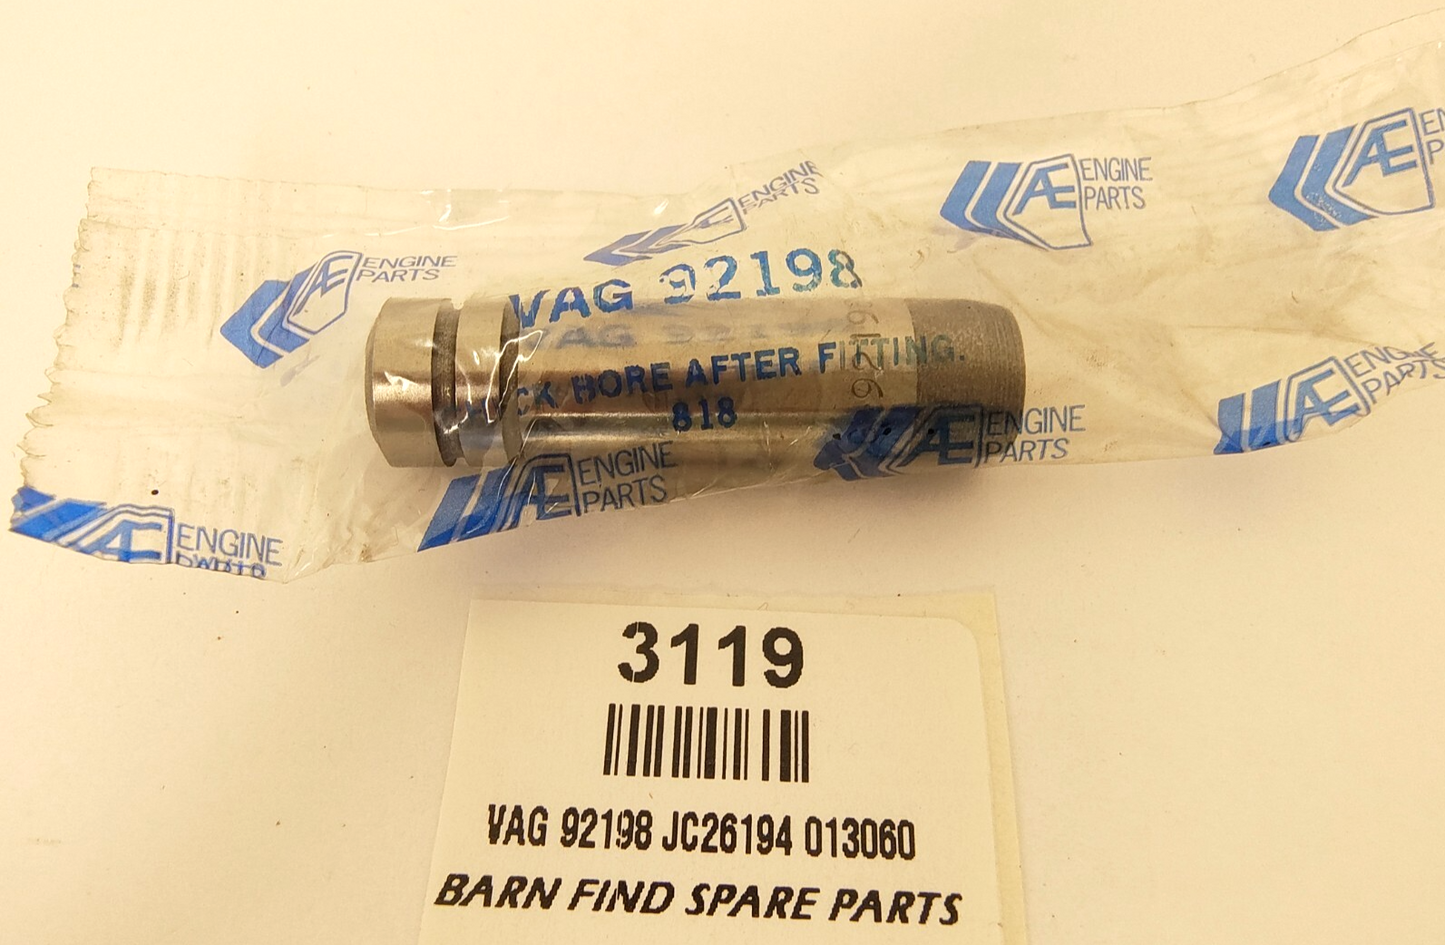 Æ ENGINE
PARTS
ENGINE
PARTS
Æ ENGINE
PARTS
Æ
VAG 92198
VAG
BORE AFTER FITTING.
818
Æ ENGINE
PARTS
Æ ENGINE
PARTS
Æ ENGINE
PARTS
Æ ENGINE
3119
VAG 92198 JC26194 013060
BARN FIND SPARE PARTS